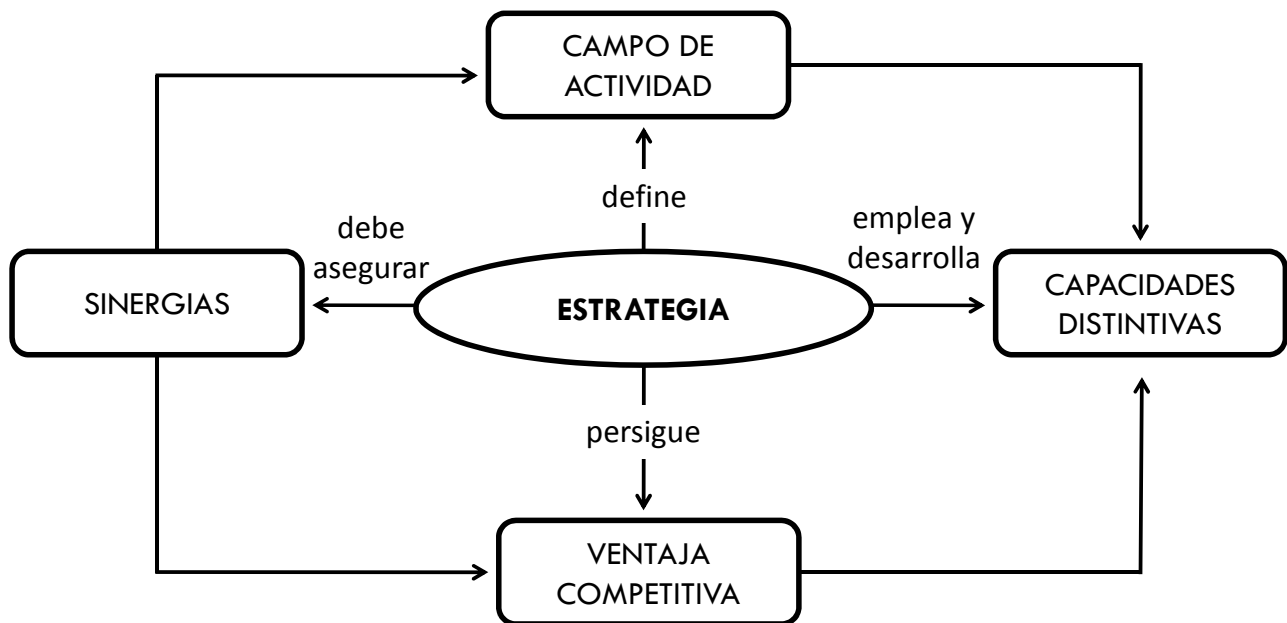 CAMPO DE
ACTIVIDAD
define
debe
asegurar
emplea y
desarrolla
SINERGIAS
ESTRATEGIA
CAPACIDADES
DISTINTIVAS
persigue
VENTAJA
COMPETITIVA